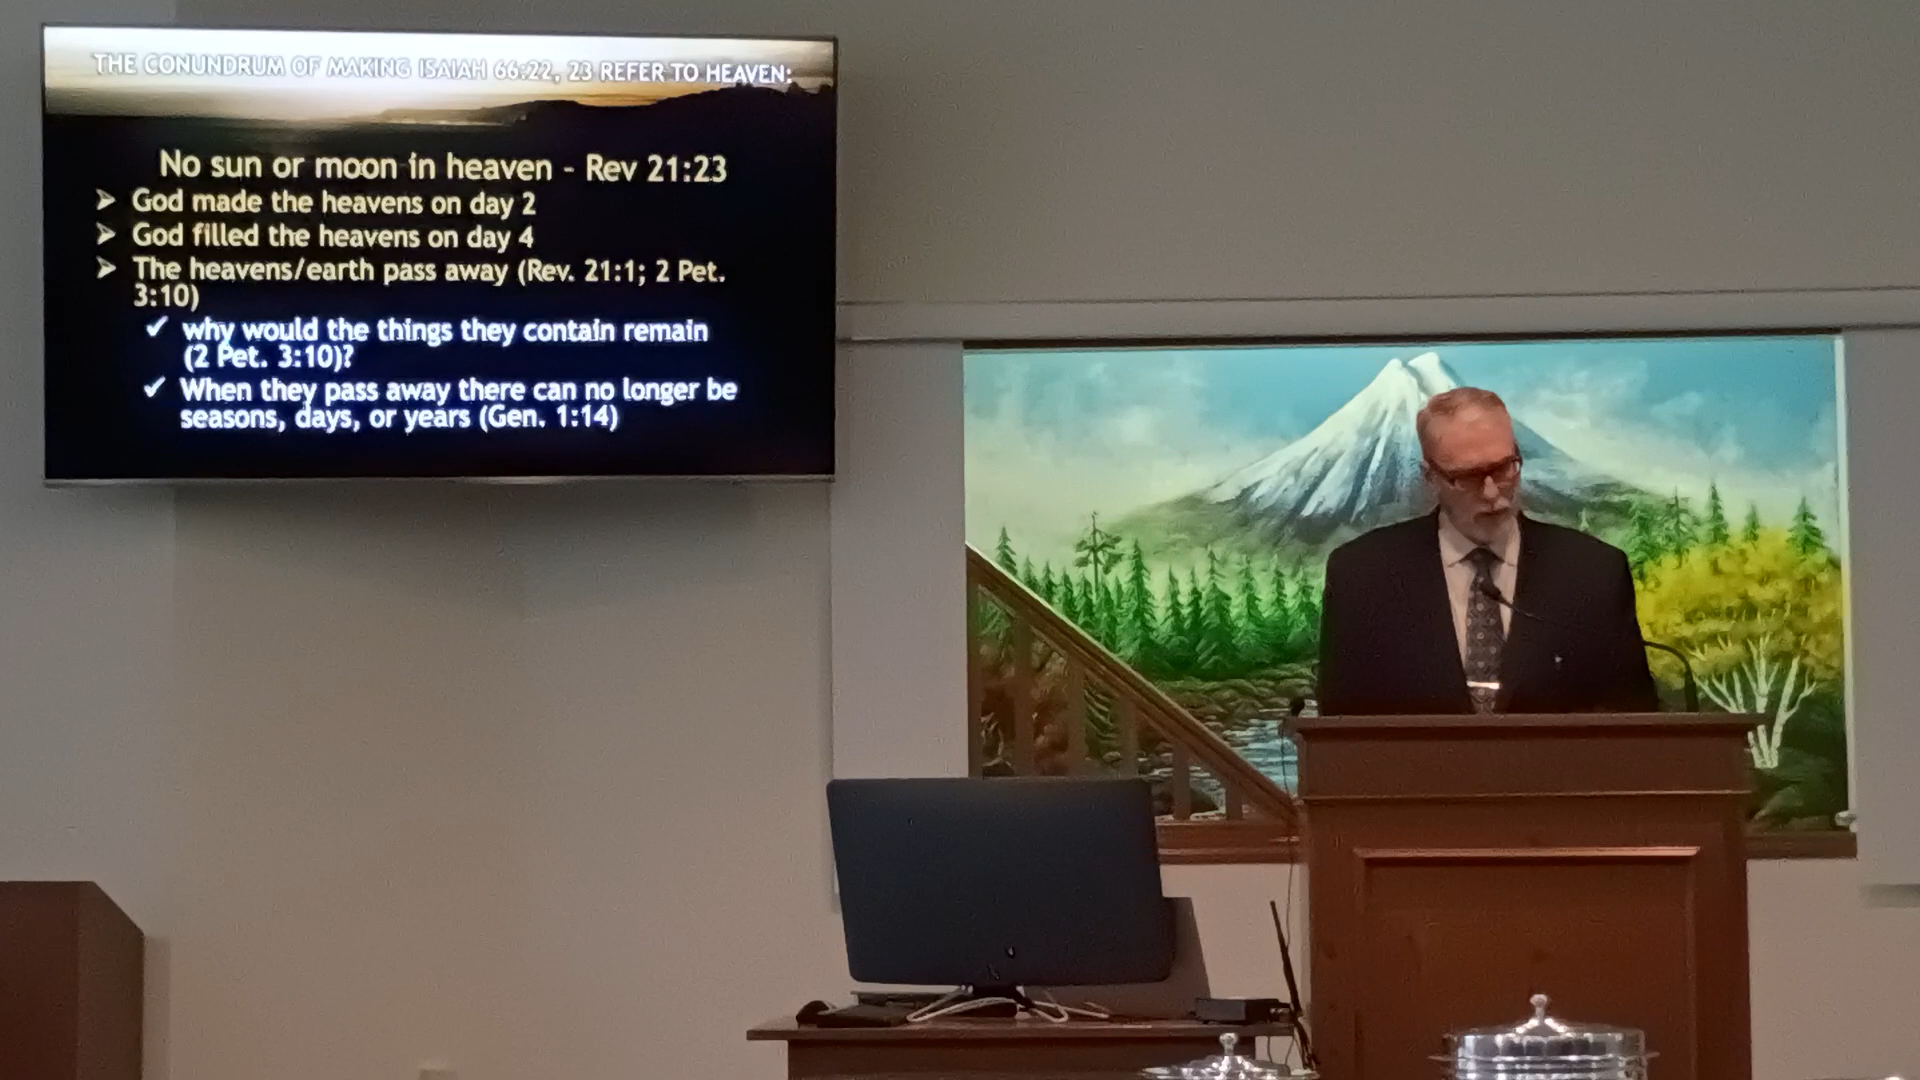 THE CONUNDRUM OF MAKING ISAIAH 66:22, 23 REFER TO HEAVEN:
No sun or moon in heaven - Rev 21:23
➢ God made the heavens on day 2
➢ God filled the heavens on day 4
➢ The heavens/earth pass away (Rev. 21:1; 2 Pet.
3:10)
✓ why would the things they contain remain
(2 Pet. 3:10)?
✓ When they pass away there can no longer be
seasons, days, or years (Gen. 1:14)